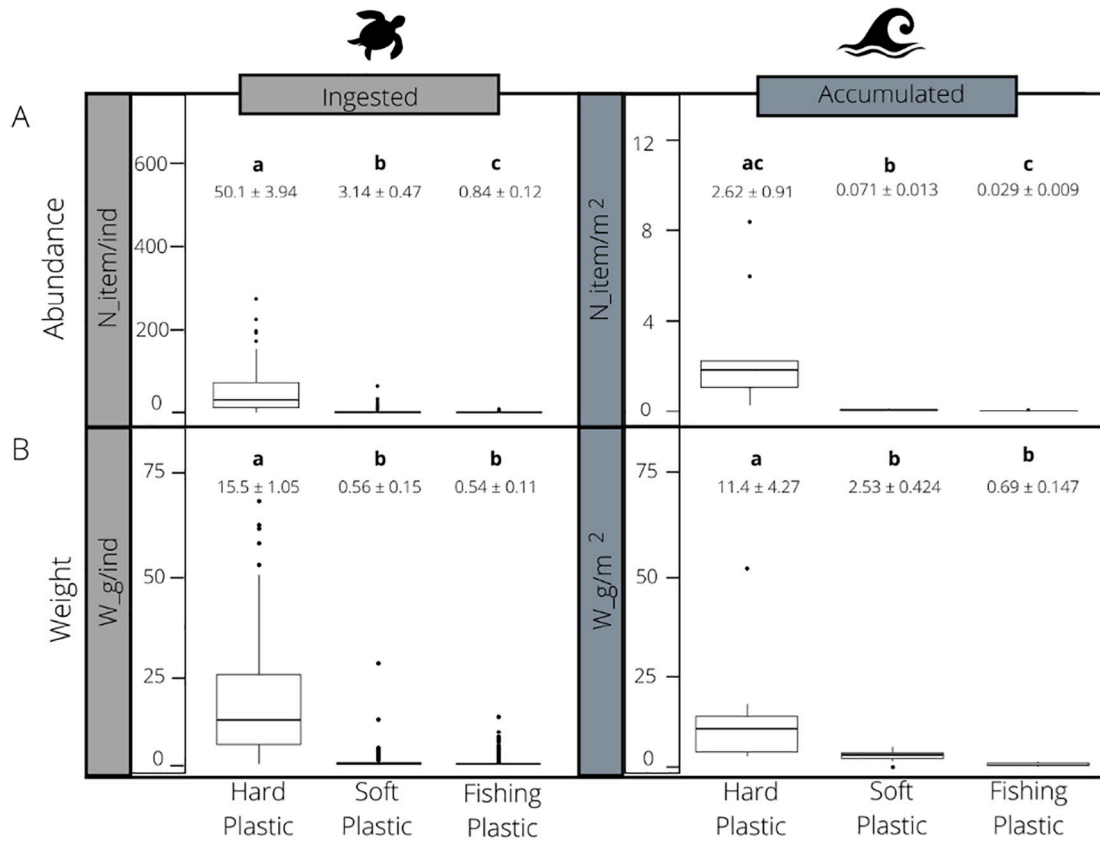 Ingested
Accumulated
A
Abundance
N_item/ind
600
400
200
0
a b c
50.1 ± 3.94 3.14 ± 0.47 0.84 ± 0.12
N_item/m 2
12
8
4
0
ac b c
2.62 ± 0.91 0.071 ± 0.013 0.029 ± 0.009
B
Weight
W_g/ind
75
50
25
0
a b b
15.5 ± 1.05 0.56 ± 0.15 0.54 ± 0.11
W_g/m 2
75
50
25
0
a b b
11.4 ± 4.27 2.53 ± 0.424 0.69 ± 0.147
Hard Soft Fishing Hard Soft Fishing
Plastic Plastic Plastic Plastic Plastic Plastic